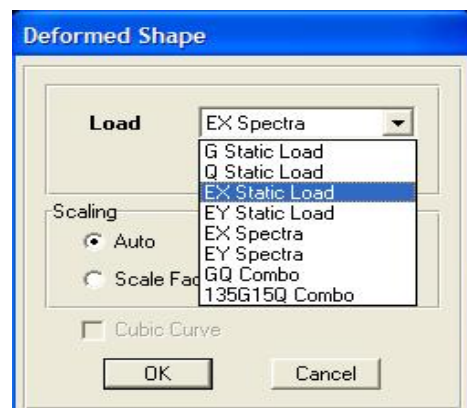 Deformed Shape
Load
EX Spectra
G Static Load
Q Static Load
EX Static Load
EY Static Load
EX Spectra
EY Spectra
GQ Combo
135G15Q Combo
Scaling
Auto
Scale Fac
Cubic Curve
OK Cancel